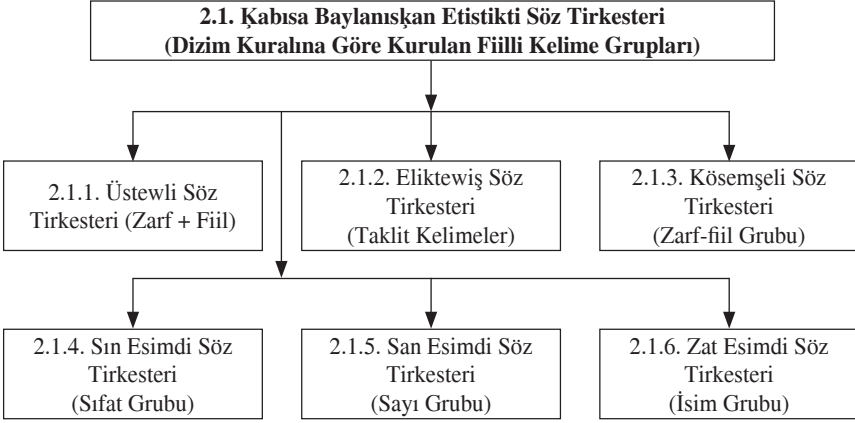 2.1. Ķabısa Baylanısķan Etistikti Söz Tirkesteri
(Dizim Kuralına Göre Kurulan Fiilli Kelime Grupları)
2.1.1. Üstewli Söz
Tirkesteri (Zarf + Fiil)
2.1.2. Eliktewiş Söz
Tirkesteri
(Taklit Kelimeler)
2.1.3. Kösemşeli Söz
Tirkesteri
(Zarf-fiil Grubu)
2.1.4. Sın Esimdi Söz
Tirkesteri
(Sıfat Grubu)
2.1.5. San Esimdi Söz
Tirkesteri
(Sayı Grubu)
2.1.6. Zat Esimdi Söz
Tirkesteri
(İsim Grubu)